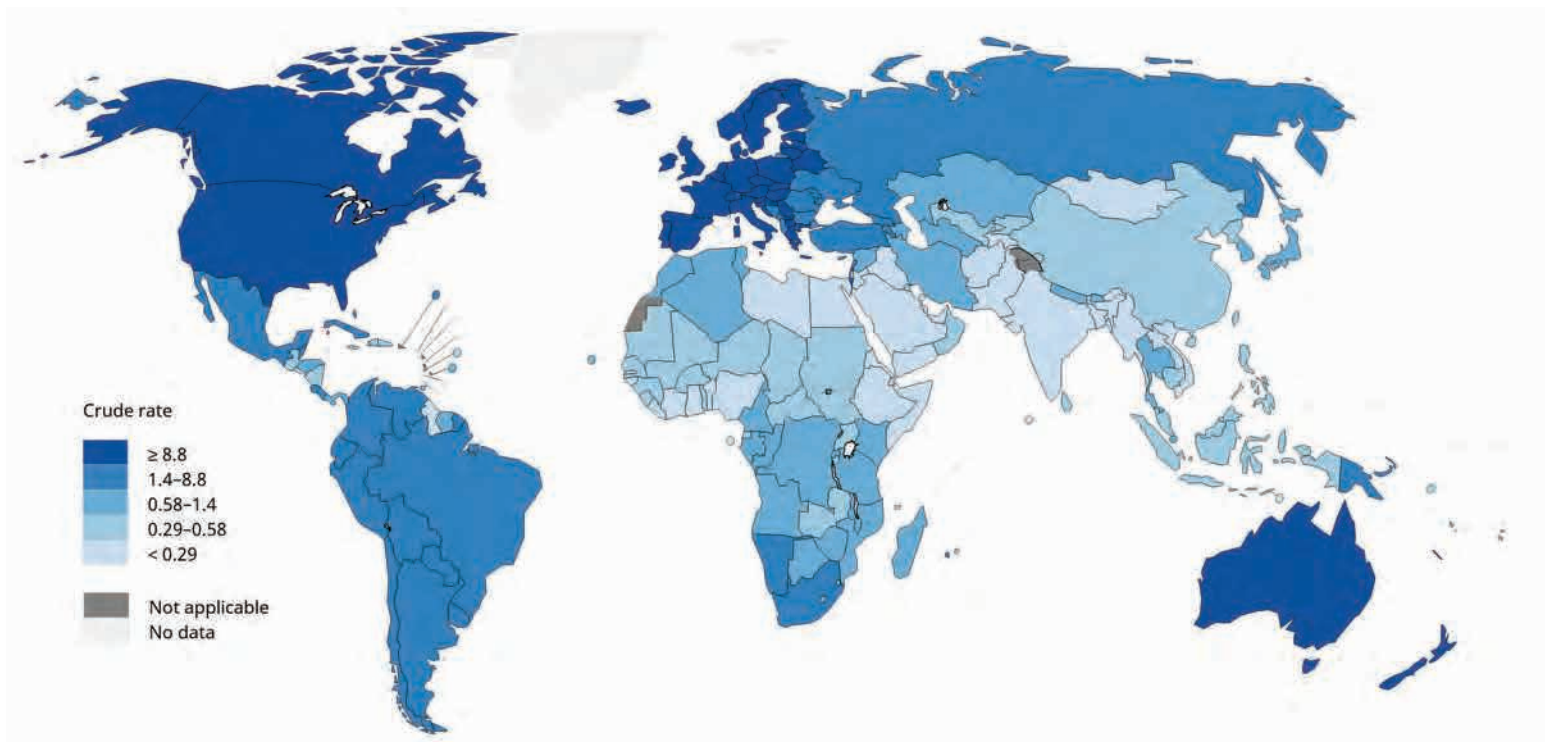 Crude rate
≥ 8.8
1.4–8.8
0.58–1.4
0.29–0.58
< 0.29
Not applicable
No data